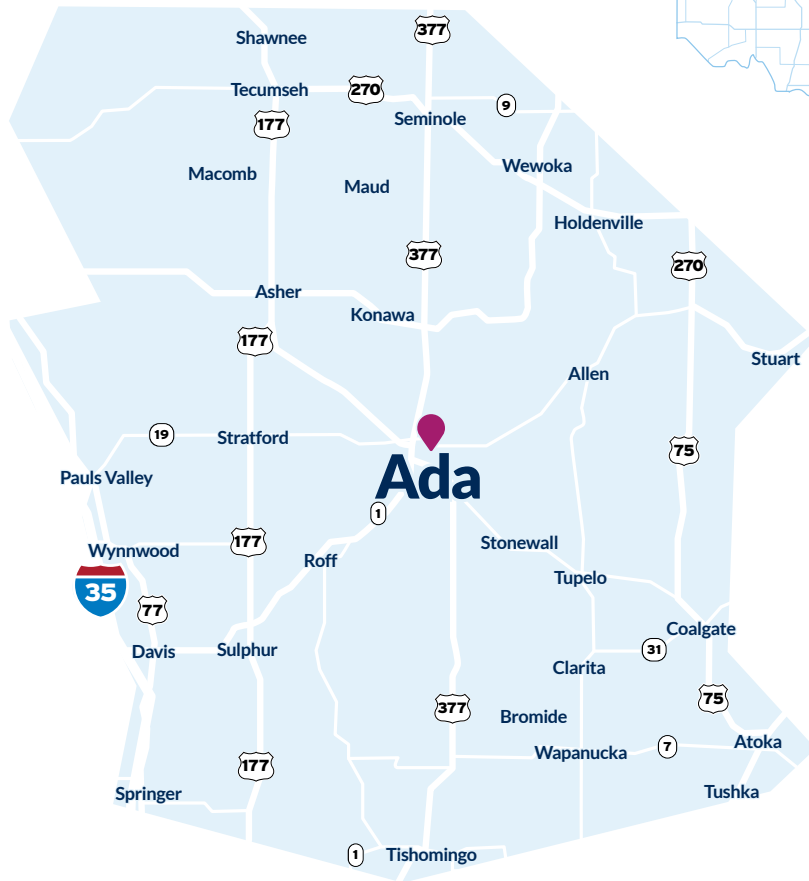 377
Shawnee
Tecumseh
270
9
Seminole
177
Wewoka
Macomb
Maud
Holdenville
377
270
Asher
Konawa
177
Stuart
Allen
19
Stratford
75
Pauls Valley
Ada
1
177
Stonewall
Wynnwood
Roff
Tupelo
35
77
Coalgate
Davis
Sulphur
31
Clarita
75
377
Bromide
Atoka
7
Wapanucka
177
Tushka
Springer
1
Tishomingo